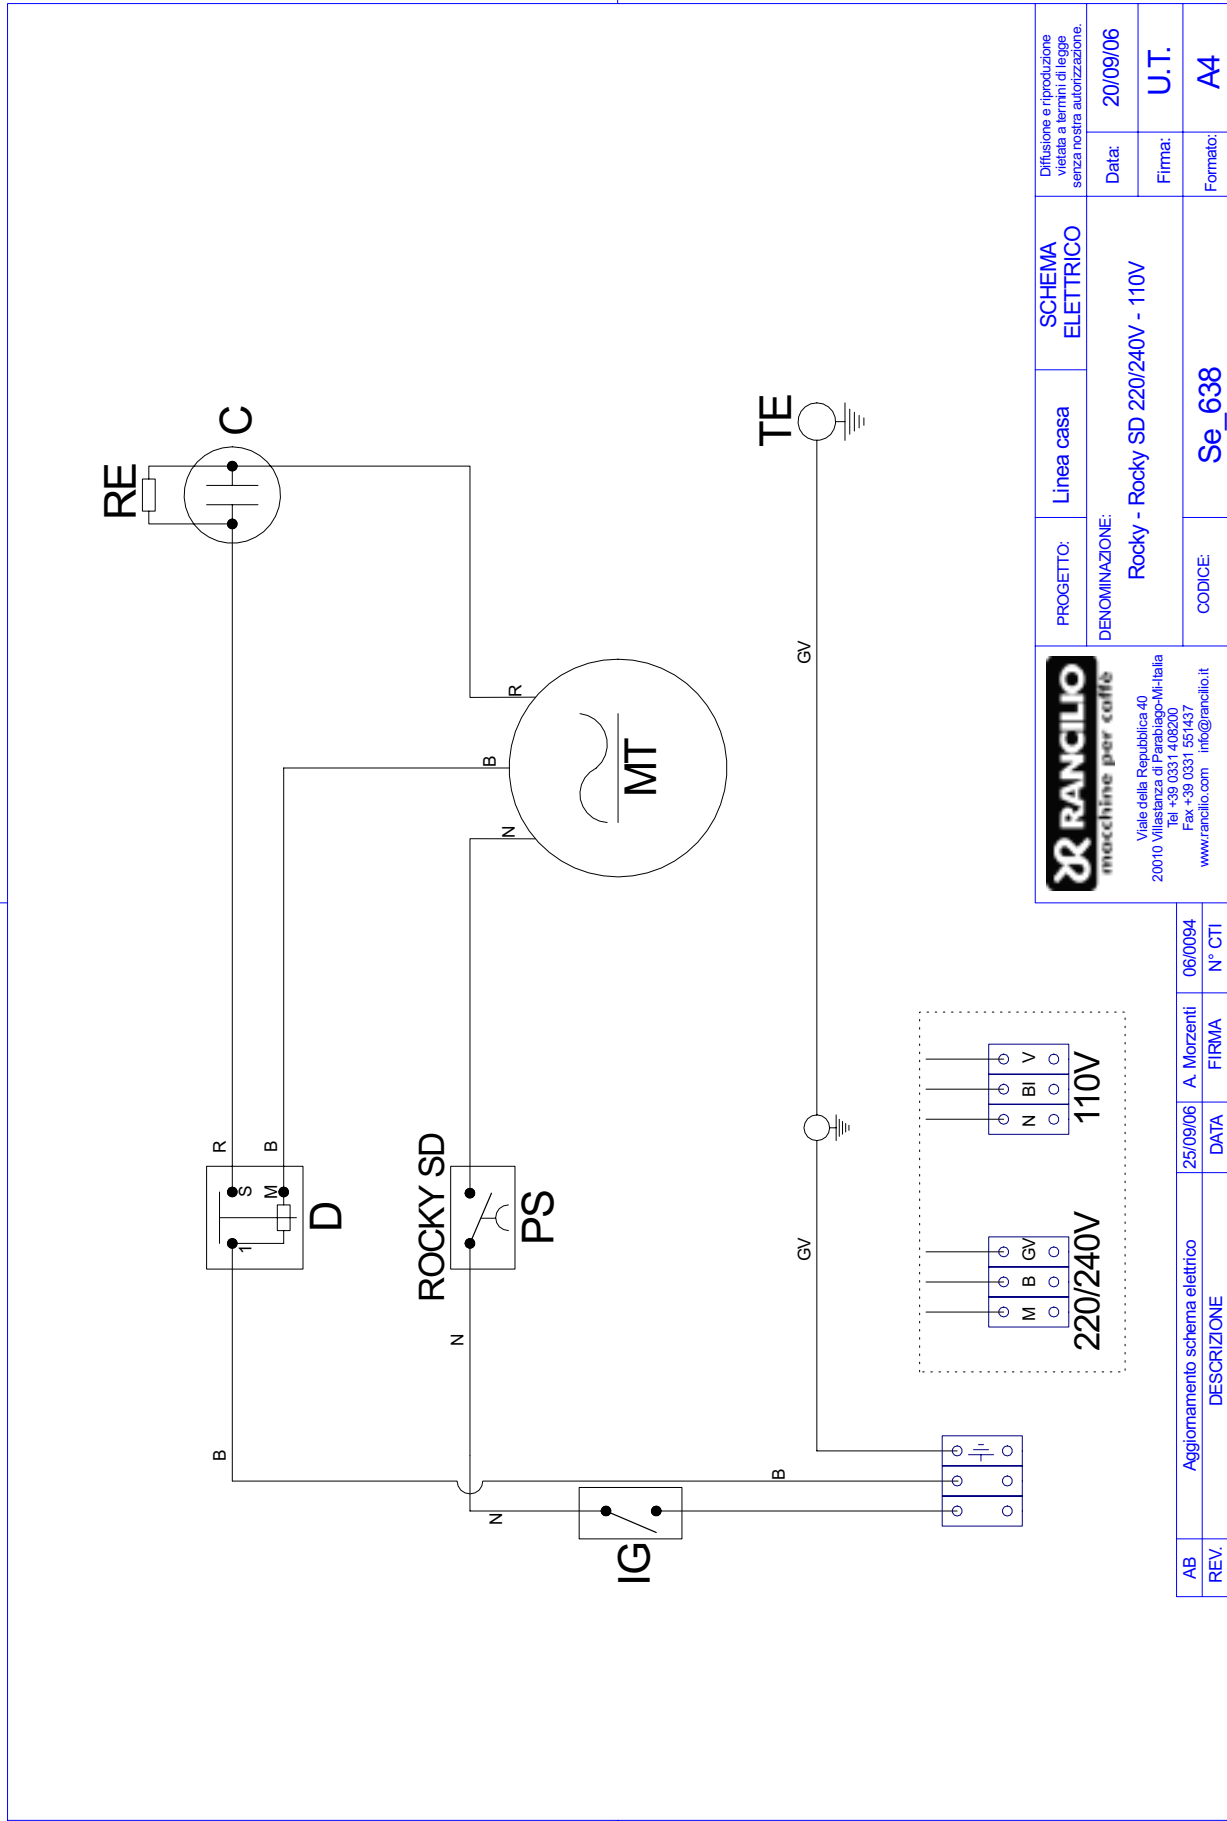 RE
C
R
B
S
M
1
D
B
ROCKY SD
PS
N
N
IG
B
N
B
R
MT
TE
GV
GV
M
B
GV
220/240V
N
BI
V
110V
AB
Aggiornamento schema elettrico
25/09/06
A. Morzenti
06/0094
REV.
DESCRIZIONE
DATA
FIRMA
N° CTI
RANCILIO
macchine per caffè
Viale della Repubblica 40
20010 Villastanza di Parabiago-Mi-Italia
Tel +39 0331 408200
Fax +39 0331 551437
www.rancilio.com info@rancilio.it
PROGETTO:
Linea casa
SCHEMA
ELETTRICO
Diffusione e riproduzione
vietata a termini di legge
senza nostra autorizzazione.
DENOMINAZIONE:
Rocky - Rocky SD 220/240V - 110V
Data:
20/09/06
Firma:
U.T.
CODICE:
Se_638
Formato:
A4